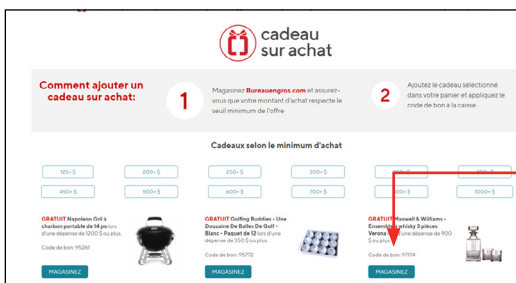 cadeau
sur achat
Comment ajouter un
cadeau sur achat:
1
Magasinez Bureauengros.com et assurez-
vous que votre montant d'achat respecte le
seuil minimum de l'offre
2
Ajoutez le cadeau sélectionné
dans votre panier et appliquez le
code de bon à la caisse
Cadeaux selon le minimum d'achat
125+ $
200+ $
250+ $
300+ $
450+ $
500+ $
600+ $
700+ $
1000+ $
GRATUIT Napoleon Gril à
charbon portable de 14 po lors
d'une dépense de 1200 $ ou plus.
Code de bon: 95261
MAGASINEZ
GRATUIT Golfing Buddies - Une
Douzaine De Balles De Golf -
Blanc - Paquet de 12 lors d'une
dépense de 350 $ ou plus.
Code de bon: 95772
MAGASINEZ
GRATUIT Maxwell & Williams -
Ensemble whisky 3 pièces
Verona d'une dépense de 900
$ ou plus.
Code de bon: 97174
MAGASINEZ